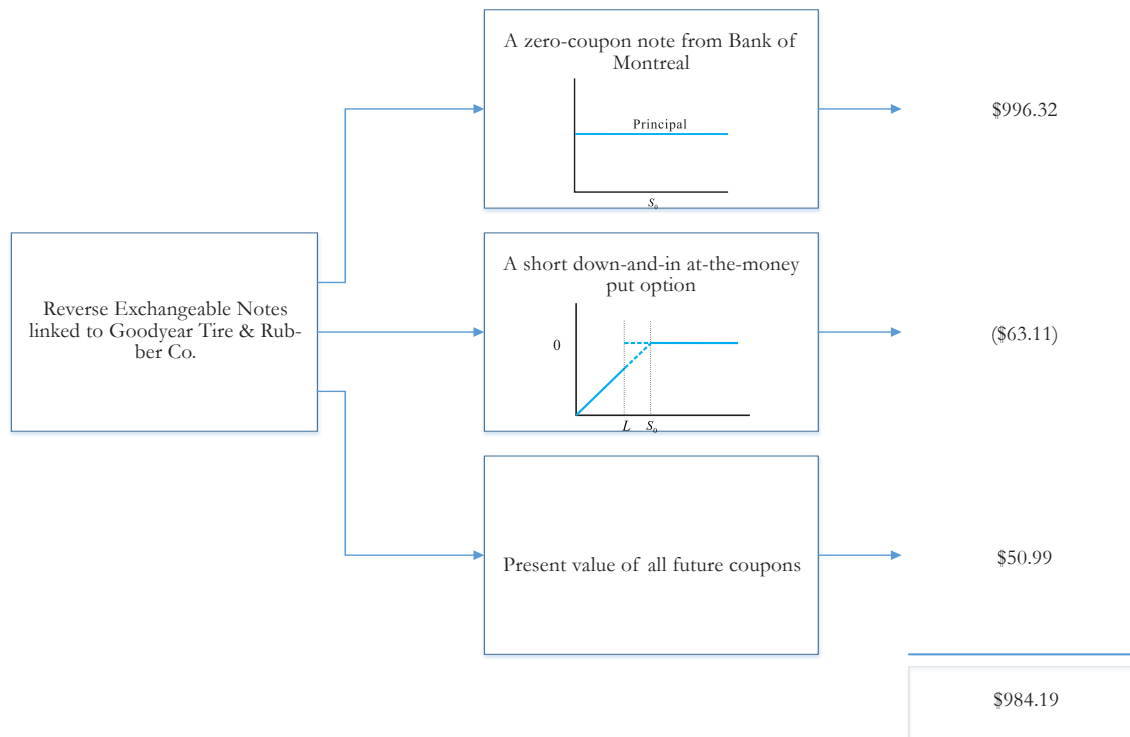 A zero-coupon note from Bank of
Montreal
Principal
S₀
$996.32
Reverse Exchangeable Notes
linked to Goodyear Tire & Rub-
ber Co.
A short down-and-in at-the-money
put option
0
L S₀
($63.11)
Present value of all future coupons
$50.99
$984.19